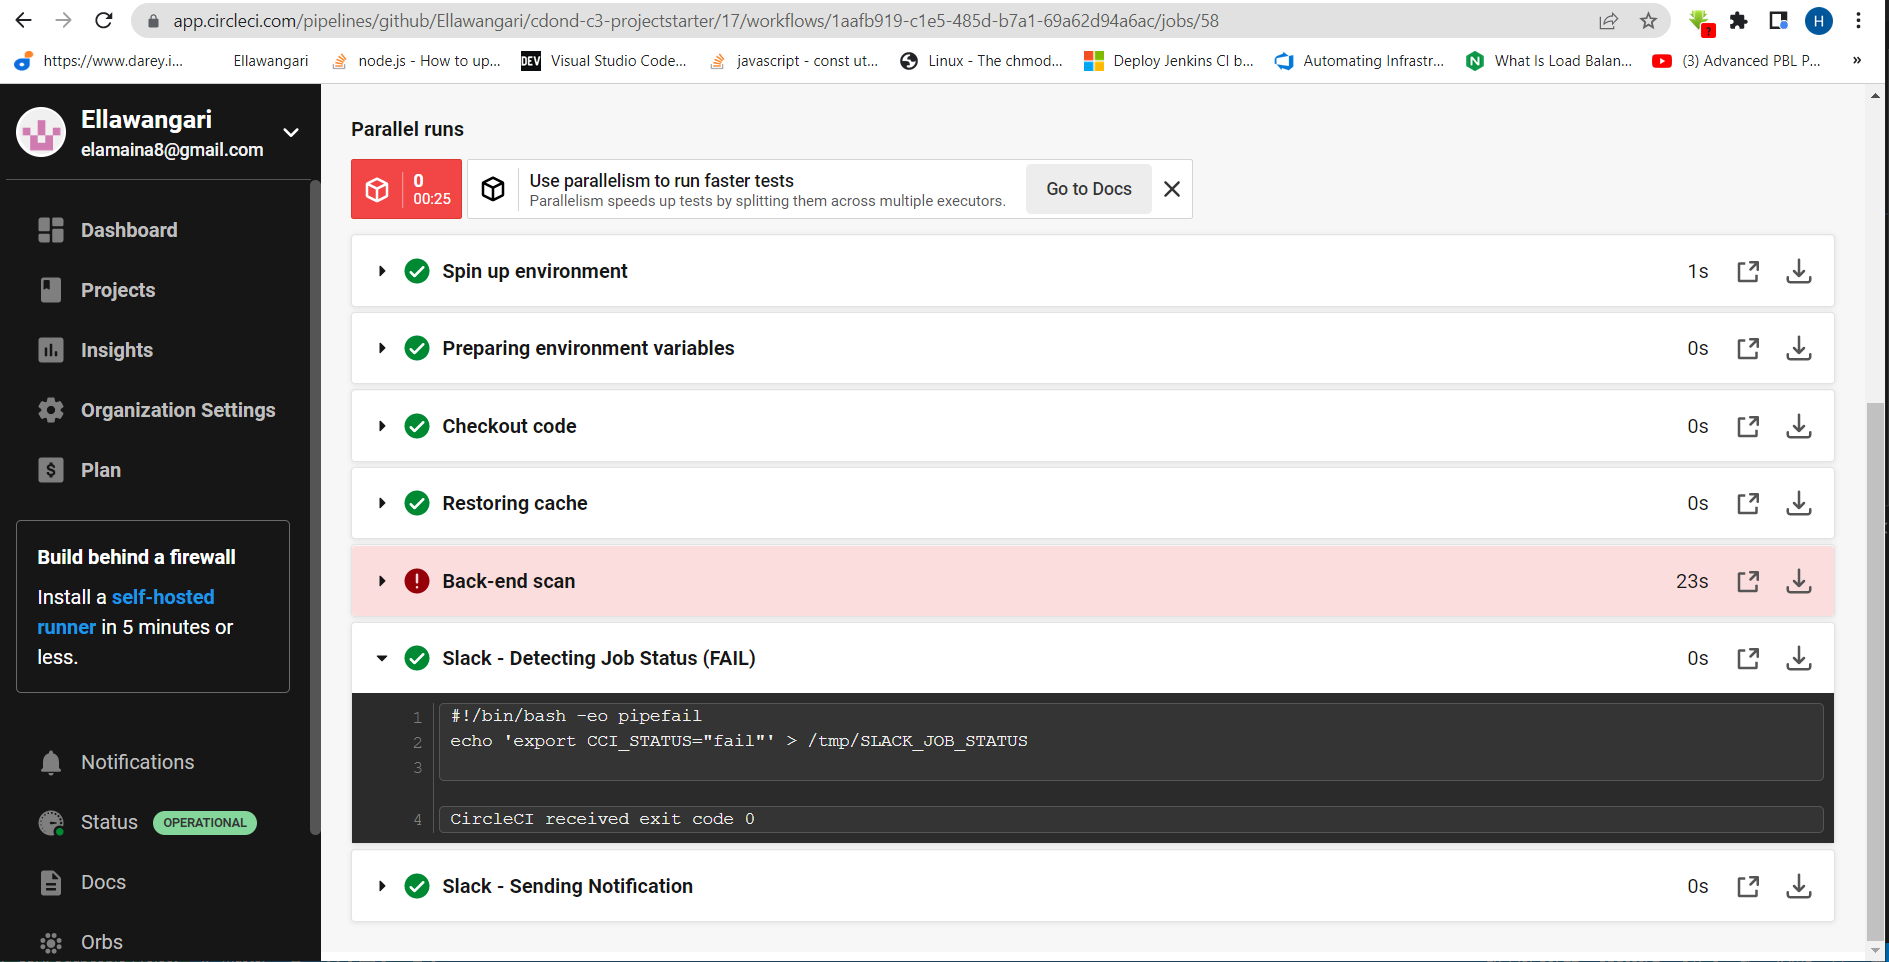 app.circleci.com/pipelines/github/Ellawangari/cdond-c3-projectstarter/17/workflows/1aafb919-c1e5-485d-b7a1-69a62d94a6ac/jobs/58
?
H
https://www.darey.i...
Ellawangari
node.js - How to up...
DEV
Visual Studio Code...
javascript - const ut...
Linux - The chmod...
Deploy Jenkins CI b...
Automating Infrastr...
N
What Is Load Balan...
(3) Advanced PBL P...
»
Ellawangari
elamaina8@gmail.com
Dashboard
Projects
Insights
Organization Settings
$
Plan
Build behind a firewall
Install a self-hosted
runner in 5 minutes or
less.
Notifications
Status OPERATIONAL
Docs
Orbs
Parallel runs
0
00:25
Use parallelism to run faster tests
Parallelism speeds up tests by splitting them across multiple executors.
Go to Docs
Spin up environment 1s
Preparing environment variables 0s
Checkout code 0s
Restoring cache 0s
! Back-end scan 23s
Slack - Detecting Job Status (FAIL) 0s
1 #!/bin/bash -eo pipefail
2 echo 'export CCI_STATUS="fail"' > /tmp/SLACK_JOB_STATUS
3
4 CircleCI received exit code 0
Slack - Sending Notification 0s